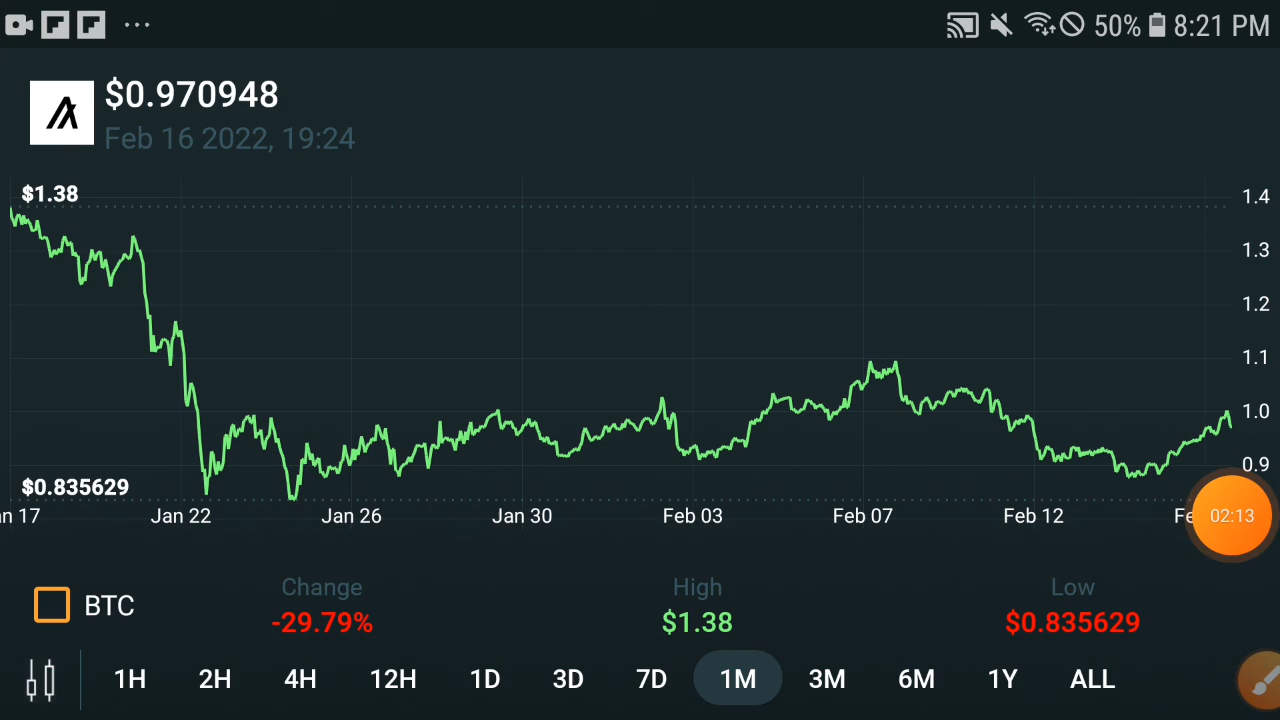 50% 8:21 PM
$0.970948
Feb 16 2022, 19:24
$1.38
1.4
1.3
1.2
1.1
1.0
0.9
$0.835629
n 17 Jan 22 Jan 26 Jan 30 Feb 03 Feb 07 Feb 12 Fe 02:13
BTC
Change High Low
-29.79% $1.38 $0.835629
1H 2H 4H 12H 1D 3D 7D 1M 3M 6M 1Y ALL